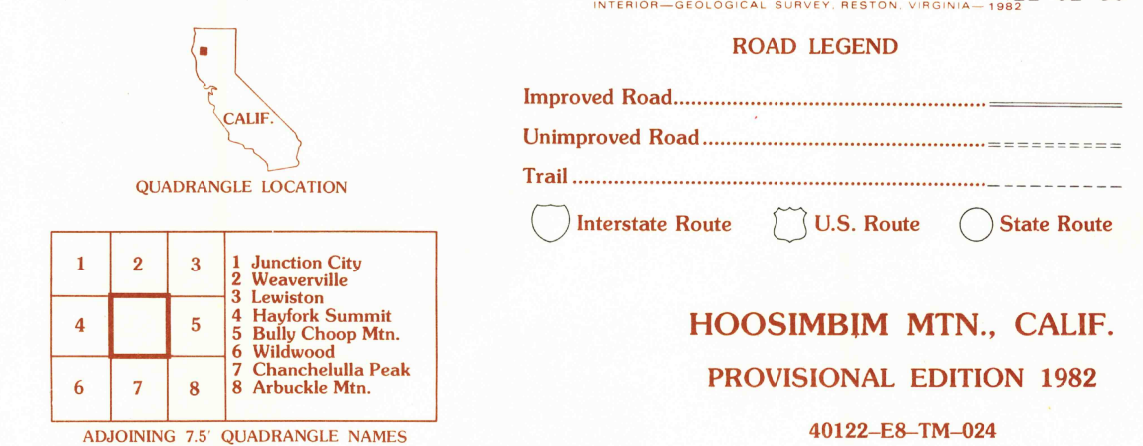 INTERIOR—GEOLOGICAL SURVEY, RESTON, VIRGINIA—1982
CALIF.
QUADRANGLE LOCATION
ROAD LEGEND
Improved Road
Unimproved Road
Trail
Interstate Route
U.S. Route
State Route
1 2 3
4 5
6 7 8
1 Junction City
2 Weaverville
3 Lewiston
4 Hayfork Summit
5 Bully Choop Mtn.
6 Wildwood
7 Chanchelulla Peak
8 Arbuckle Mtn.
ADJOINING 7.5' QUADRANGLE NAMES
HOOSIMBIM MTN., CALIF.
PROVISIONAL EDITION 1982
40122–E8–TM–024